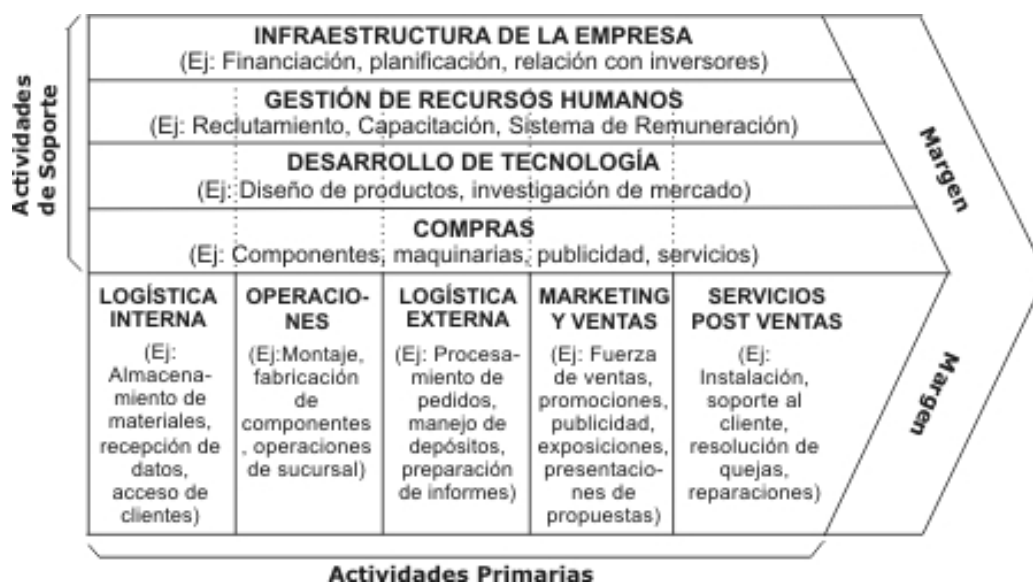 Actividades
de Soporte
INFRAESTRUCTURA DE LA EMPRESA
(Ej: Financiación, planificación, relación con inversores)
GESTIÓN DE RECURSOS HUMANOS
(Ej: Reclutamiento, Capacitación, Sistema de Remuneración)
DESARROLLO DE TECNOLOGÍA
(Ej: Diseño de productos, investigación de mercado)
COMPRAS
(Ej: Componentes, maquinarias, publicidad, servicios)
Margen
LOGÍSTICA
INTERNA
(Ej:
Almacena-
miento de
materiales,
recepción de
datos,
acceso de
clientes)
OPERACIO-
NES
(Ej:Montaje,
fabricación
de
componentes
, operaciones
de sucursal)
LOGÍSTICA
EXTERNA
(Ej: Procesa-
miento de
pedidos,
manejo de
depósitos,
preparación
de informes)
MARKETING
Y VENTAS
(Ej: Fuerza
de ventas,
promociones,
publicidad,
exposiciones,
presentacio-
nes de
propuestas)
SERVICIOS
POST VENTAS
(Ej:
Instalación,
soporte al
cliente,
resolución de
quejas,
reparaciones)
Margen
Actividades Primarias